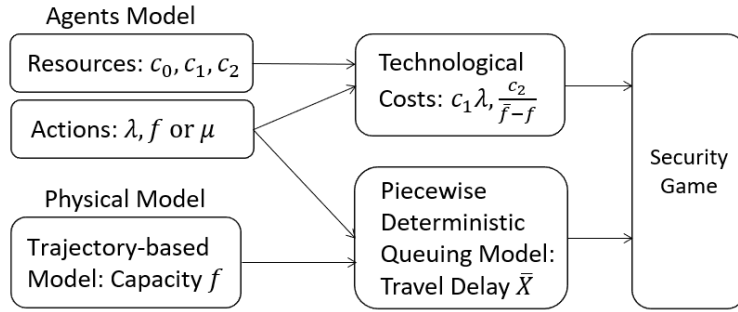 Agents Model
Resources: c₀, c₁, c₂
Actions: λ, f or μ
Physical Model
Trajectory-based
Model: Capacity f
Technological
Costs: c₁λ, c₂/(f̄−f)
Piecewise
Deterministic
Queuing Model:
Travel Delay X̄
Security
Game